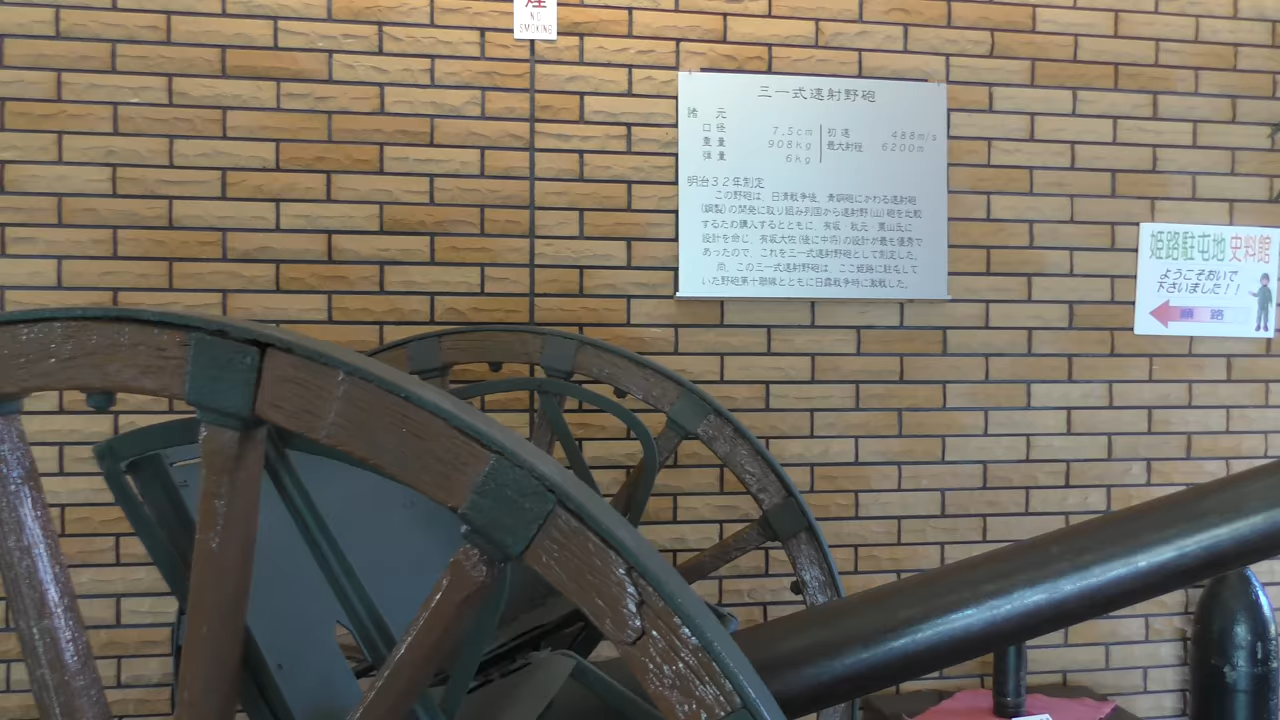 煙
NO
SMOKING
三一式速射野砲
諸 元
口径 7.5cm 初速 488m/s
重量 908kg 最大射程 6200m
弾量 6kg
明治32年制定
この野砲は、日清戦争後、青銅砲にかわる速射砲
(鋼製)の開発に取り組み列国から速射野(山)砲を比較
するため購入するとともに、有坂・秋元・栗山氏に
設計を命じ、有坂大佐(後に中将)の設計が最も優秀で
あったので、これを三一式速射野砲として制定した。
尚、この三一式速射野砲は、ここ姫路に駐屯して
いた野砲第十聯隊とともに日露戦争時に激戦した。
姫路駐屯地 史料館
ようこそおいで
下さいました!!
順 路